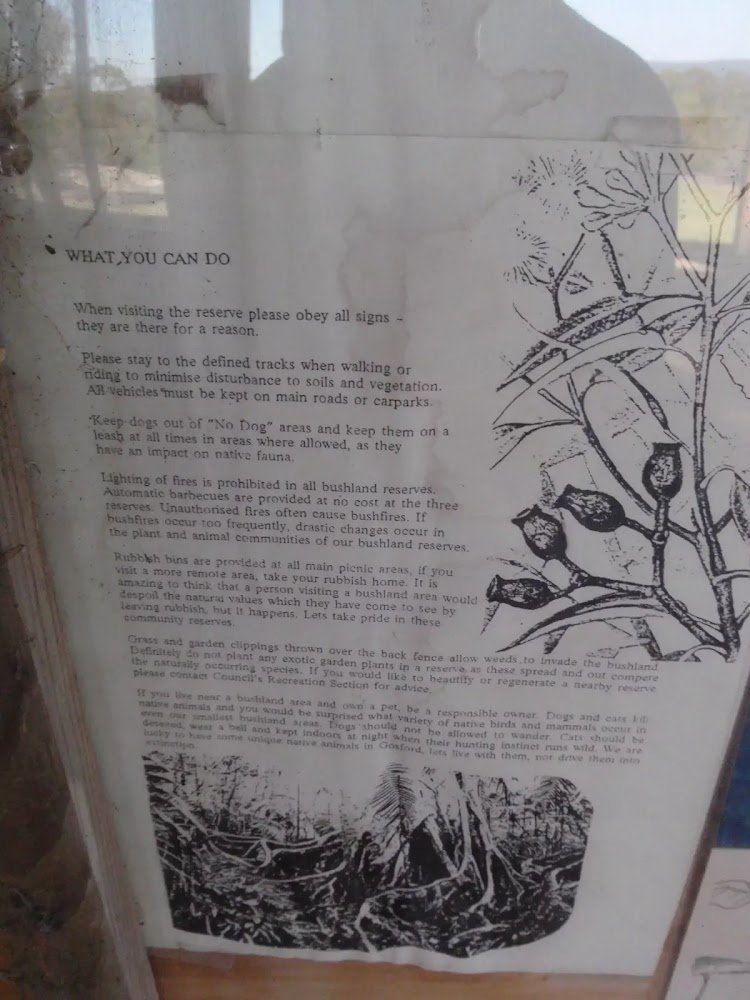 WHAT YOU CAN DO
When visiting the reserve please obey all signs -
they are there for a reason.
Please stay to the defined tracks when walking or
riding to minimise disturbance to soils and vegetation.
All vehicles must be kept on main roads or carparks.
Keep dogs out of "No Dog" areas and keep them on a
leash at all times in areas where allowed, as they
have an impact on native fauna.
Lighting of fires is prohibited in all bushland reserves.
Automatic barbecues are provided at no cost at the three
reserves. Unauthorised fires often cause bushfires. If
bushfires occur too frequently, drastic changes occur in
the plant and animal communities of our bushland reserves.
Rubbish bins are provided at all main picnic areas, if you
visit a more remote area, take your rubbish home. It is
amazing to think that a person visiting a bushland area would
despoil the natural values which they have come to see by
leaving rubbish, but it happens. Lets take pride in these
community reserves.
Grass and garden clippings thrown over the back fence allow weeds to invade the bushland
Definitely do not plant any exotic garden plants in a reserve as these spread and out compete
the naturally occurring species. If you would like to beautify or regenerate a nearby reserve
please contact Council's Recreation Section for advice.
If you live near a bushland area and own a pet, be a responsible owner. Dogs and cats kill
native animals and you would be surprised what variety of native birds and mammals occur in
even our smallest bushland areas. Dogs should not be allowed to wander. Cats should be
desexed, wear a bell and kept indoors at night when their hunting instinct runs wild. We are
lucky to have some unique native animals in Gosford, lets live with them, not drive them into
extinction.